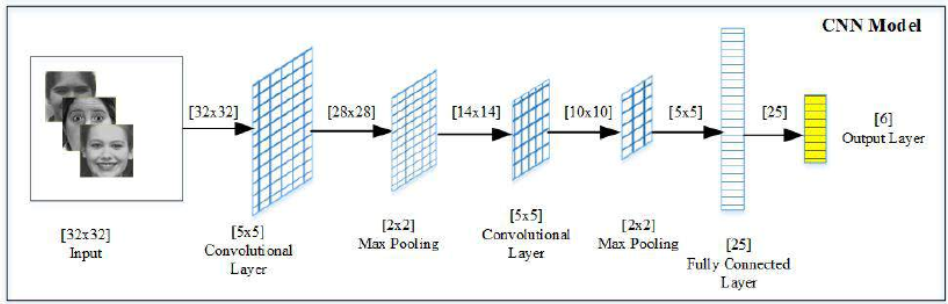 CNN Model
[32x32]
[28x28]
[14x14]
[10x10]
[5x5]
[25]
[6]
Output Layer
[32x32]
Input
[5x5]
Convolutional
Layer
[2x2]
Max Pooling
[5x5]
Convolutional
Layer
[2x2]
Max Pooling
[25]
Fully Connected
Layer